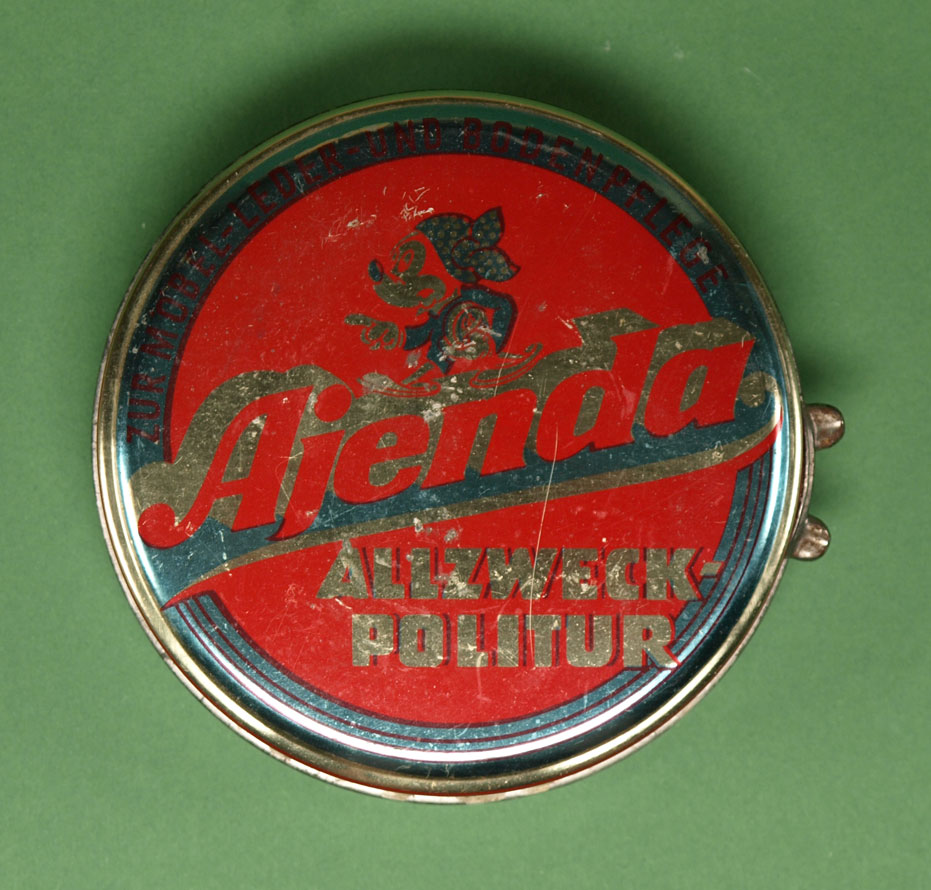 ZUR MÖBEL-LEDER-UND BODENPFLEGE
Ajenda
ALLZWECK-
POLITUR